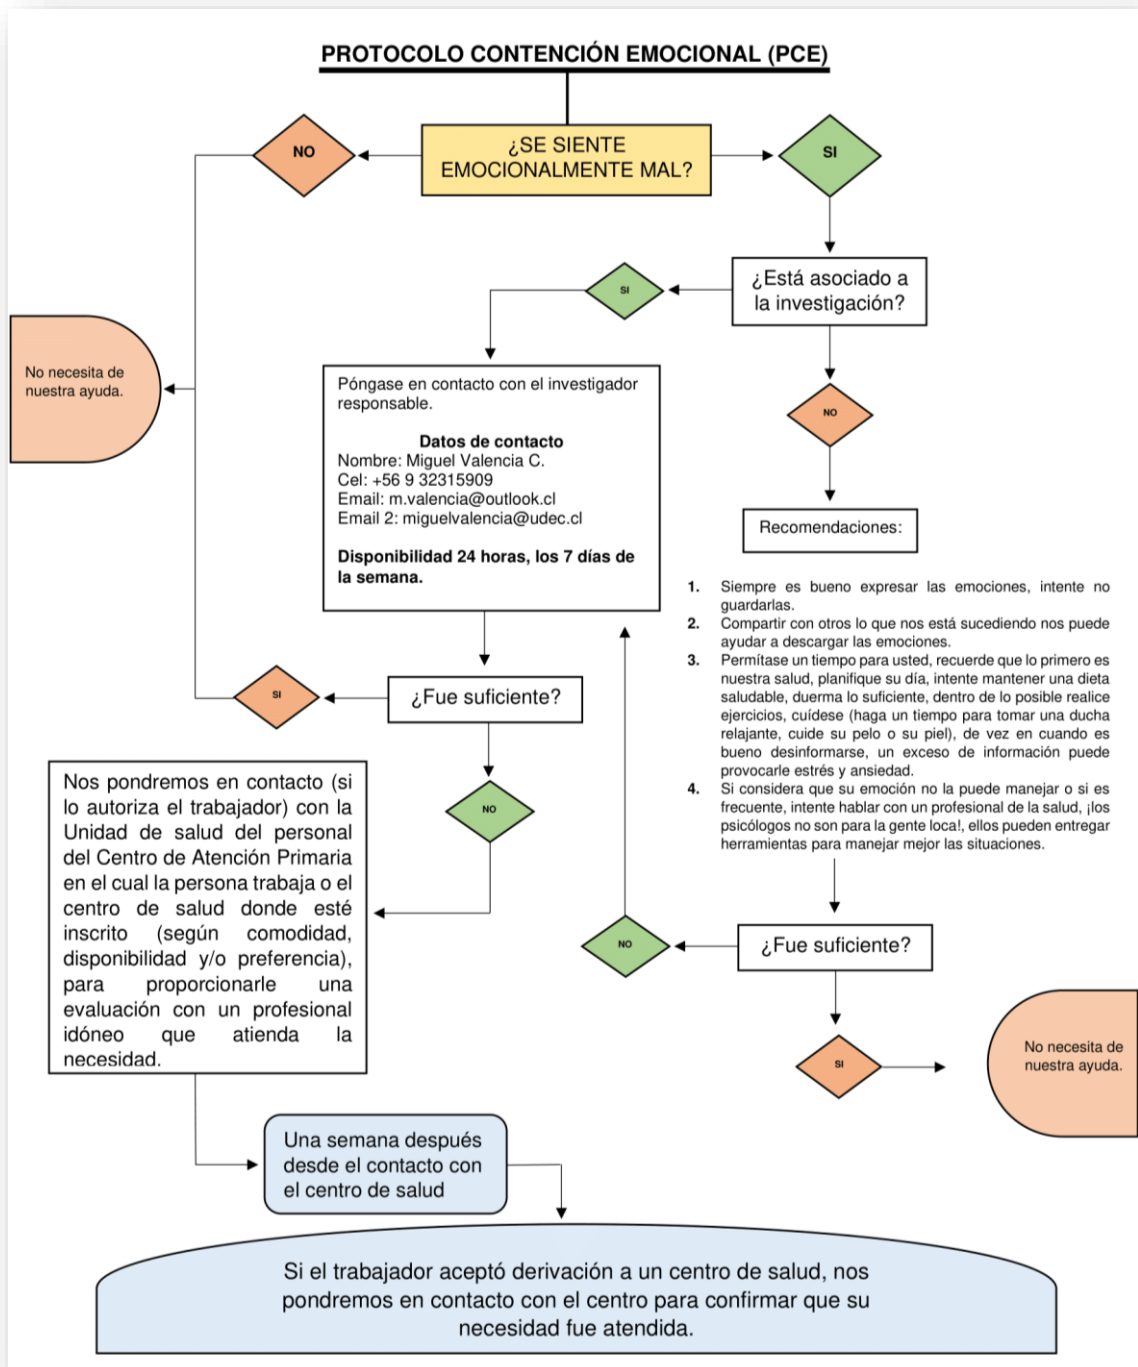 PROTOCOLO CONTENCIÓN EMOCIONAL (PCE)
NO
¿SE SIENTE
EMOCIONALMENTE MAL?
SI
¿Está asociado a
la investigación?
SI
NO
No necesita de
nuestra ayuda.
Póngase en contacto con el investigador
responsable.
Datos de contacto
Nombre: Miguel Valencia C.
Cel: +56 9 32315909
Email: m.valencia@outlook.cl
Email 2: miguelvalencia@udec.cl
Disponibilidad 24 horas, los 7 días de
la semana.
Recomendaciones:
1. Siempre es bueno expresar las emociones, intente no
guardarlas.
2. Compartir con otros lo que nos está sucediendo nos puede
ayudar a descargar las emociones.
3. Permítase un tiempo para usted, recuerde que lo primero es
nuestra salud, planifique su día, intente mantener una dieta
saludable, duerma lo suficiente, dentro de lo posible realice
ejercicios, cuídese (haga un tiempo para tomar una ducha
relajante, cuide su pelo o su piel), de vez en cuando es
bueno desinformarse, un exceso de información puede
provocarle estrés y ansiedad.
4. Si considera que su emoción no la puede manejar o si es
frecuente, intente hablar con un profesional de la salud, ¡los
psicólogos no son para la gente loca!, ellos pueden entregar
herramientas para manejar mejor las situaciones.
¿Fue suficiente?
SI
NO
Nos pondremos en contacto (si
lo autoriza el trabajador) con la
Unidad de salud del personal
del Centro de Atención Primaria
en el cual la persona trabaja o el
centro de salud donde esté
inscrito (según comodidad,
disponibilidad y/o preferencia),
para proporcionarle una
evaluación con un profesional
idóneo que atienda la
necesidad.
¿Fue suficiente?
NO
SI
No necesita de
nuestra ayuda.
Una semana después
desde el contacto con
el centro de salud
Si el trabajador aceptó derivación a un centro de salud, nos
pondremos en contacto con el centro para confirmar que su
necesidad fue atendida.